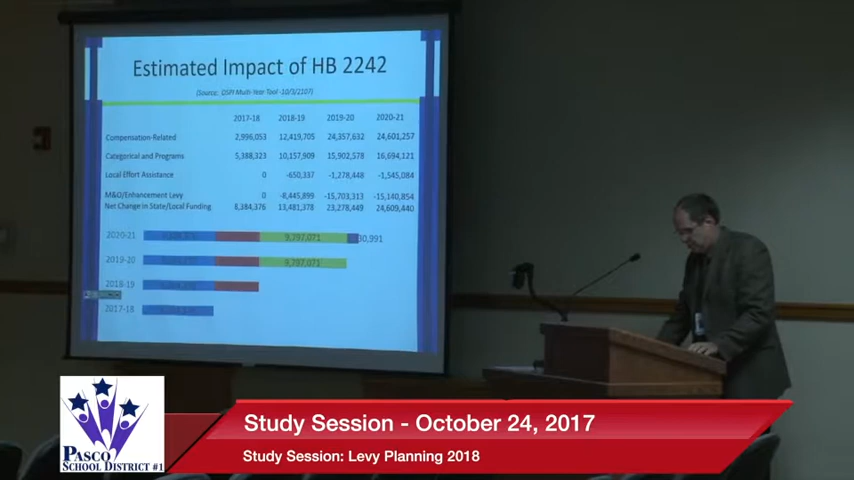 Estimated Impact of HB 2242
(Source: OSPI Multi-Year Tool -10/3/2107)
2017-18 2018-19 2019-20 2020-21
Compensation-Related 2,996,053 12,419,705 24,357,632 24,601,257
Categorical and Programs 5,388,323 10,157,909 15,902,578 16,694,121
Local Effort Assistance 0 -650,337 -1,278,448 -1,545,084
M&O/Enhancement Levy 0 -8,445,899 -15,703,313 -15,140,854
Net Change in State/Local Funding 8,384,376 13,481,378 23,278,449 24,609,440
2020-21 9,797,071 30,991
2019-20 9,797,071
2018-19
2017-18
Study Session - October 24, 2017
Study Session: Levy Planning 2018
PASCO
SCHOOL DISTRICT #1